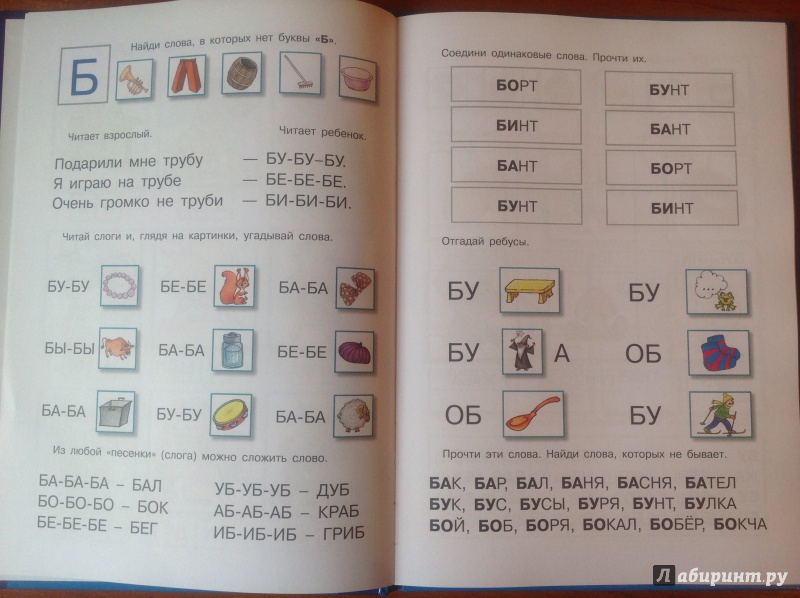 Найди слова, в которых нет буквы «Б».
Б
Читает взрослый. Читает ребенок.
Подарили мне трубу — БУ-БУ–БУ.
Я играю на трубе — БЕ-БЕ-БЕ.
Очень громко не труби — БИ-БИ-БИ.
Читай слоги и, глядя на картинки, угадывай слова.
БУ-БУ БЕ-БЕ БА-БА
БЫ-БЫ БА-БА БЕ-БЕ
БА-БА БУ-БУ БА-БА
Из любой «песенки» (слога) можно сложить слово.
БА-БА-БА – БАЛ УБ-УБ-УБ – ДУБ
БО-БО-БО – БОК АБ-АБ-АБ – КРАБ
БЕ-БЕ-БЕ – БЕГ ИБ-ИБ-ИБ – ГРИБ
Соедини одинаковые слова. Прочти их.
БОРТ БУНТ
БИНТ БАНТ
БАНТ БОРТ
БУНТ БИНТ
Отгадай ребусы.
БУ БУ
БУ А ОБ
ОБ БУ
Прочти эти слова. Найди слова, которых не бывает.
БАК, БАР, БАЛ, БАНЯ, БАСНЯ, БАТЕЛ
БУК, БУС, БУСЫ, БУРЯ, БУНТ, БУЛКА
БОЙ, БОБ, БОРЯ, БОКАЛ, БОБЁР, БОКЧА
Лабиринт.ру